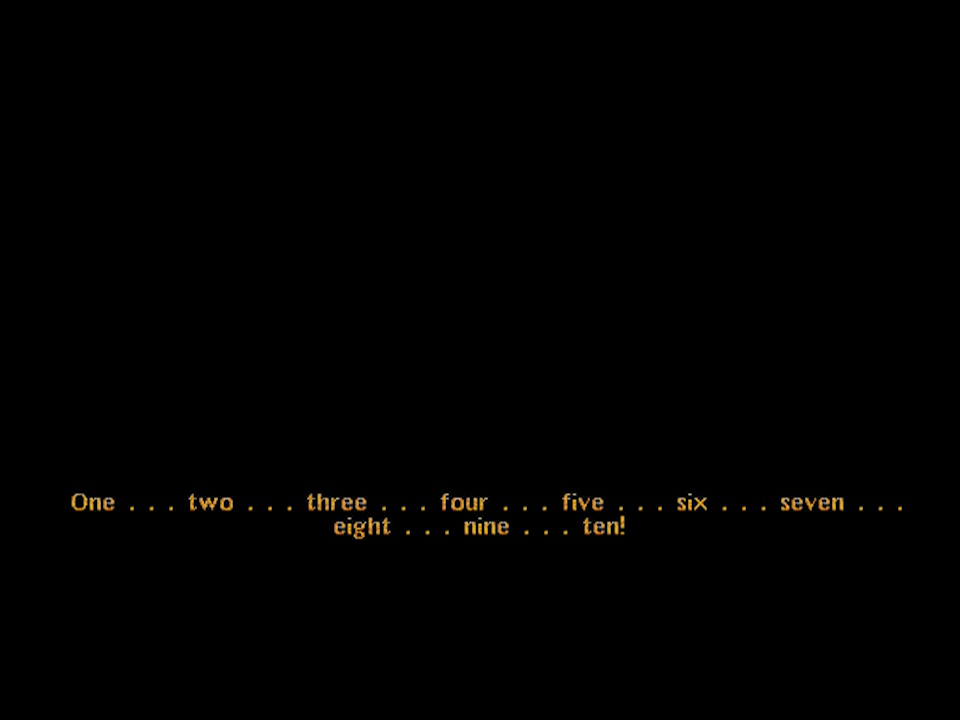 One . . . two . . . three . . . four . . . five . . . six . . . seven . . .
eight . . . nine . . . ten!